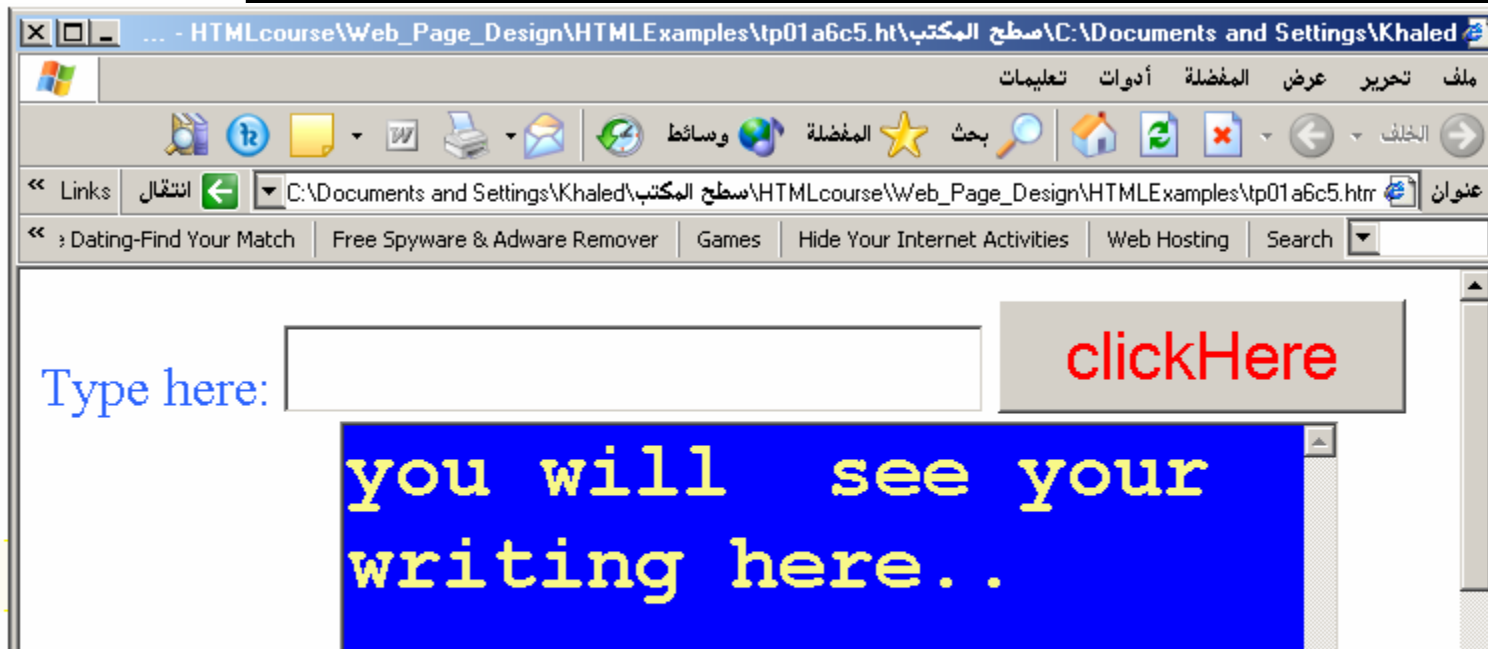 C:\Documents and Settings\Khaled\سطح المكتب\HTMLcourse\Web_Page_Design\HTMLExamples\tp01a6c5.ht - ...
ملف تحرير عرض المفضلة أدوات تعليمات
الخلف بحث المفضلة وسائط
عنوان C:\Documents and Settings\Khaled\سطح المكتب\HTMLcourse\Web_Page_Design\HTMLExamples\tp01a6c5.htm انتقال Links »
Search Web Hosting Hide Your Internet Activities Games Free Spyware & Adware Remover Dating-Find Your Match »
Type here: clickHere
you will see your
writing here..